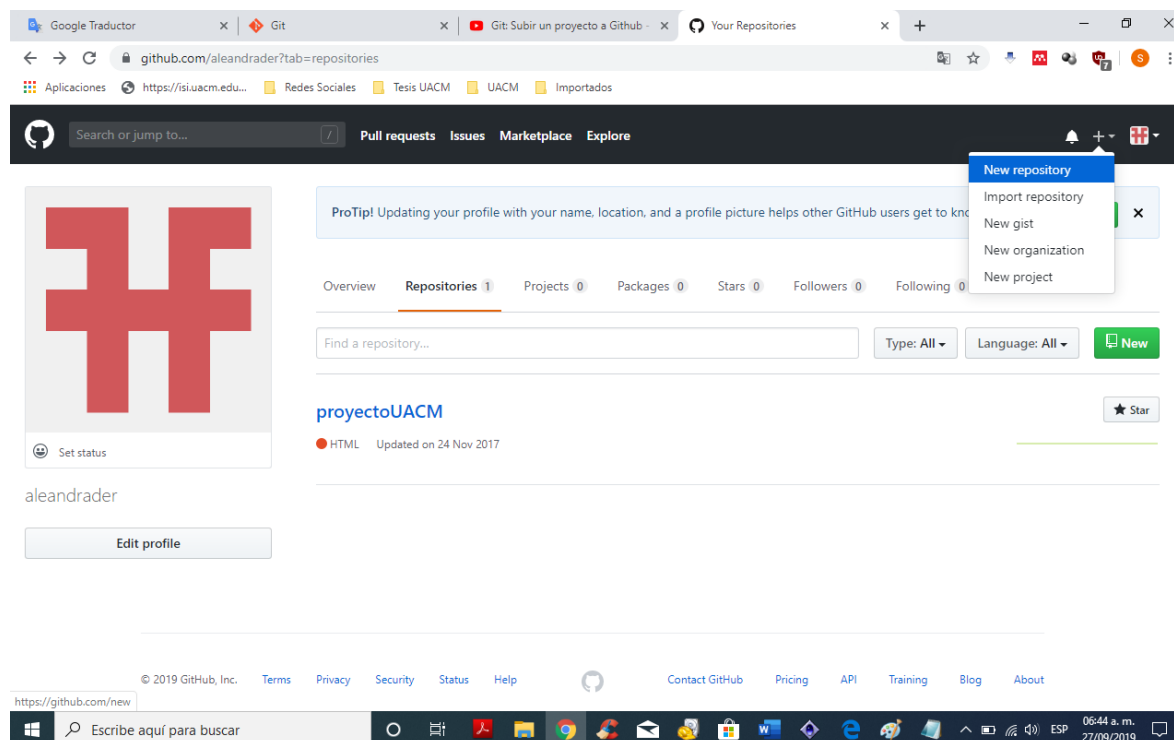 Google Traductor
Git
Git: Subir un proyecto a Github -
Your Repositories
github.com/aleandrader?tab=repositories
7
S
Aplicaciones
https://isi.uacm.edu...
Redes Sociales
Tesis UACM
UACM
Importados
Search or jump to...
/
Pull requests
Issues
Marketplace
Explore
New repository
Import repository
New gist
New organization
New project
ProTip! Updating your profile with your name, location, and a profile picture helps other GitHub users get to
Overview
Repositories 1
Projects 0
Packages 0
Stars 0
Followers 0
Following 0
Find a repository...
Type: All
Language: All
New
proyectoUACM
Star
HTML
Updated on 24 Nov 2017
Set status
aleandrader
Edit profile
© 2019 GitHub, Inc.
Terms
Privacy
Security
Status
Help
Contact GitHub
Pricing
API
Training
Blog
About
https://github.com/new
Escribe aquí para buscar
ESP
06:44 a. m.
27/09/2019